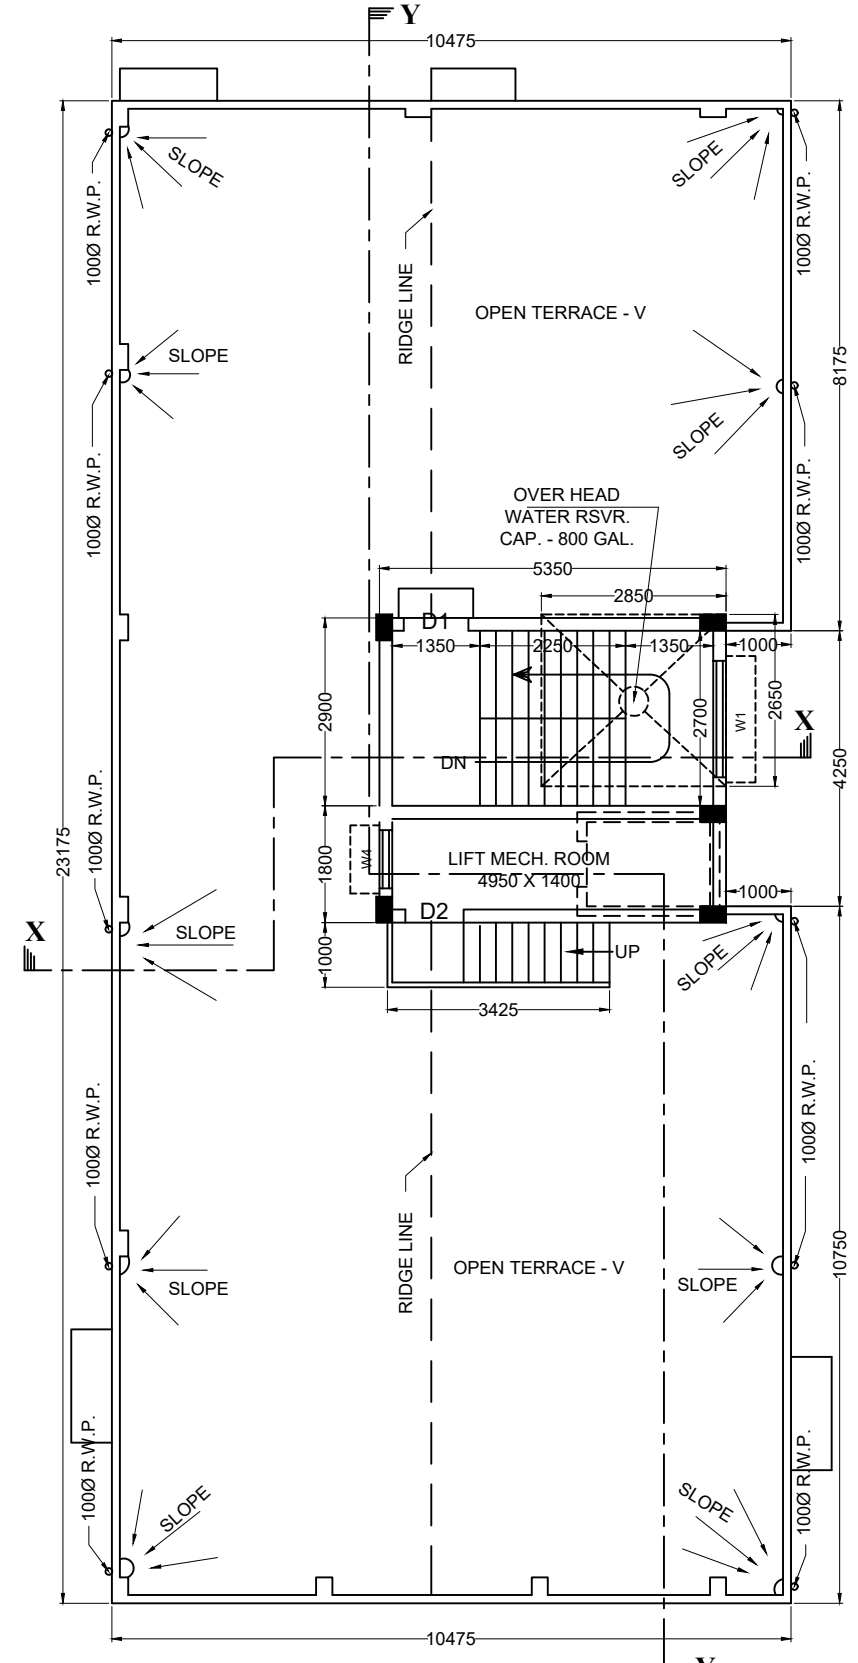 Y
10475
100Ø R.W.P.
SLOPE
SLOPE
100Ø R.W.P.
RIDGE LINE
OPEN TERRACE - V
8175
SLOPE
100Ø R.W.P.
SLOPE
100Ø R.W.P.
OVER HEAD
WATER RSVR.
CAP. - 800 GAL.
5350
2850
D1
1350
2250
1350
1000
2900
2700
2650
W1
X
DN
4250
23175
100Ø R.W.P.
1800
W4
LIFT MECH. ROOM
4950 X 1400
1000
D2
X
SLOPE
1000
UP
SLOPE
3425
100Ø R.W.P.
100Ø R.W.P.
RIDGE LINE
OPEN TERRACE - V
10750
SLOPE
SLOPE
100Ø R.W.P.
SLOPE
SLOPE
100Ø R.W.P.
10475
Y